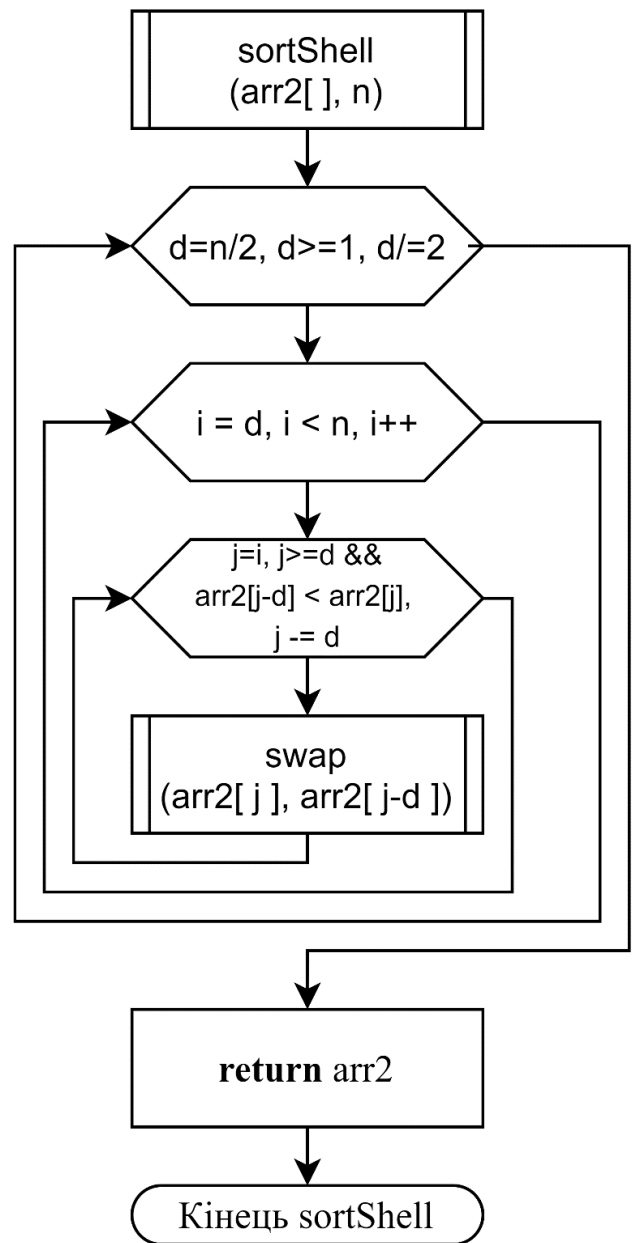 sortShell
(arr2[ ], n)
d=n/2, d>=1, d/=2
i = d, i < n, i++
j=i, j>=d &&
arr2[j-d] < arr2[j],
j -= d
swap
(arr2[ j ], arr2[ j-d ])
return arr2
Кінець sortShell